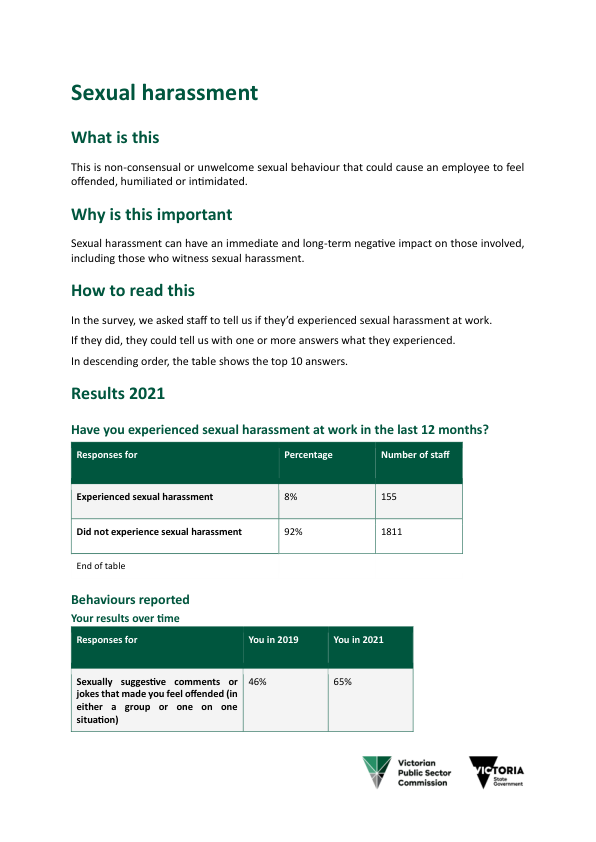 Sexual harassment
What is this
This is non-consensual or unwelcome sexual behaviour that could cause an employee to feel
offended, humiliated or intimidated.
Why is this important
Sexual harassment can have an immediate and long-term negative impact on those involved,
including those who witness sexual harassment.
How to read this
In the survey, we asked staff to tell us if they’d experienced sexual harassment at work.
If they did, they could tell us with one or more answers what they experienced.
In descending order, the table shows the top 10 answers.
Results 2021
Have you experienced sexual harassment at work in the last 12 months?
Responses for Percentage Number of staff
Experienced sexual harassment 8% 155
Did not experience sexual harassment 92% 1811
End of table
Behaviours reported
Your results over time
Responses for You in 2019 You in 2021
Sexually suggestive comments or 46% 65%
jokes that made you feel offended (in
either a group or one on one
situation)
Victorian
Public Sector
Commission
VICTORIA
State
Government